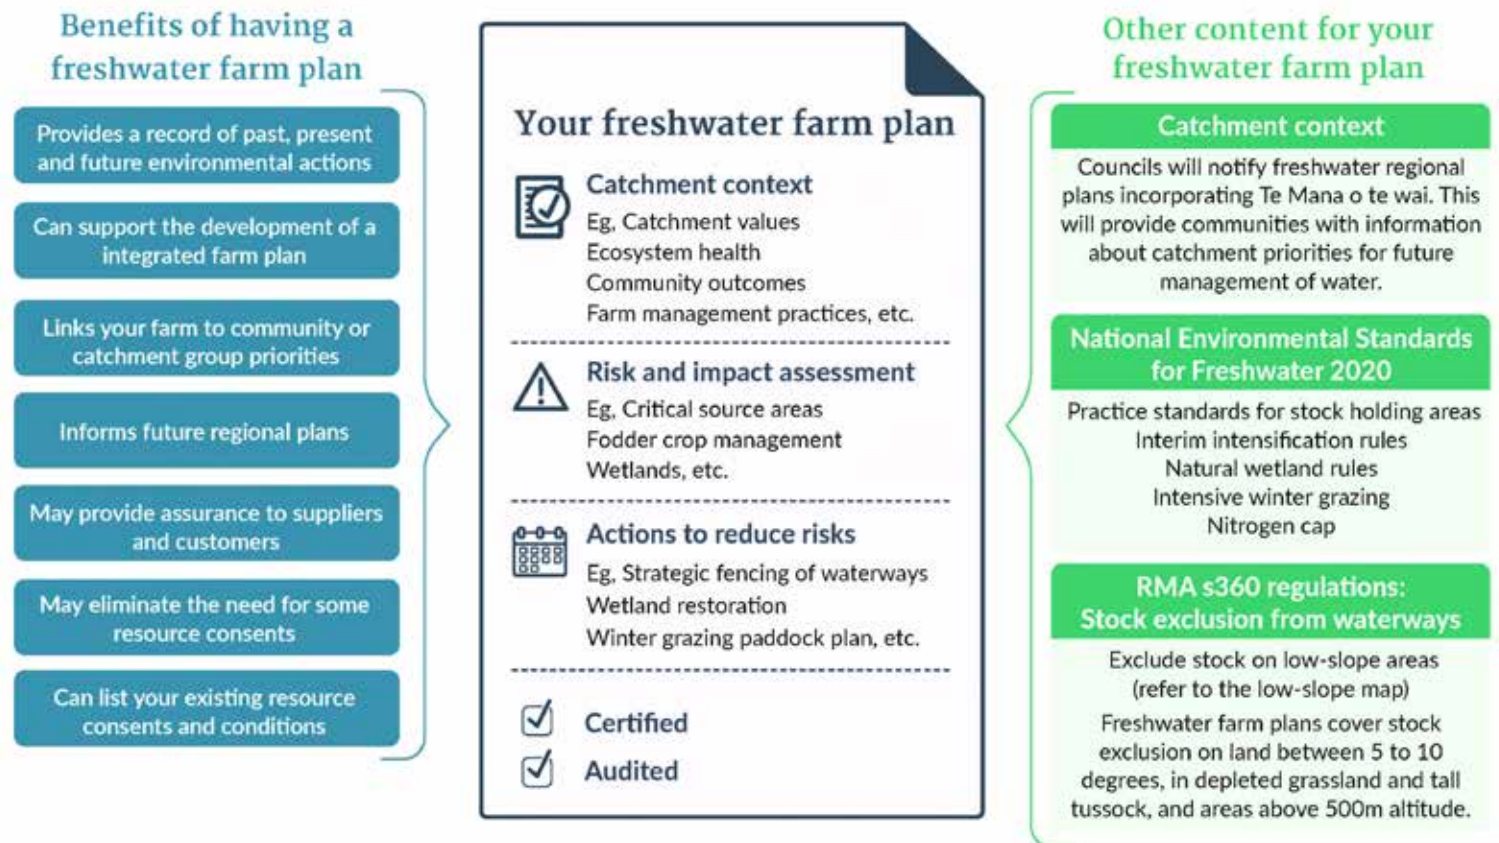 Benefits of having a
freshwater farm plan
Provides a record of past, present
and future environmental actions
Can support the development of a
integrated farm plan
Links your farm to community or
catchment group priorities
Informs future regional plans
May provide assurance to suppliers
and customers
May eliminate the need for some
resource consents
Can list your existing resource
consents and conditions
Your freshwater farm plan
Catchment context
Eg, Catchment values
Ecosystem health
Community outcomes
Farm management practices, etc.
Risk and impact assessment
Eg, Critical source areas
Fodder crop management
Wetlands, etc.
Actions to reduce risks
Eg, Strategic fencing of waterways
Wetland restoration
Winter grazing paddock plan, etc.
Certified
Audited
Other content for your
freshwater farm plan
Catchment context
Councils will notify freshwater regional
plans incorporating Te Mana o te wai. This
will provide communities with information
about catchment priorities for future
management of water.
National Environmental Standards
for Freshwater 2020
Practice standards for stock holding areas
Interim intensification rules
Natural wetland rules
Intensive winter grazing
Nitrogen cap
RMA s360 regulations:
Stock exclusion from waterways
Exclude stock on low-slope areas
(refer to the low-slope map)
Freshwater farm plans cover stock
exclusion on land between 5 to 10
degrees, in depleted grassland and tall
tussock, and areas above 500m altitude.